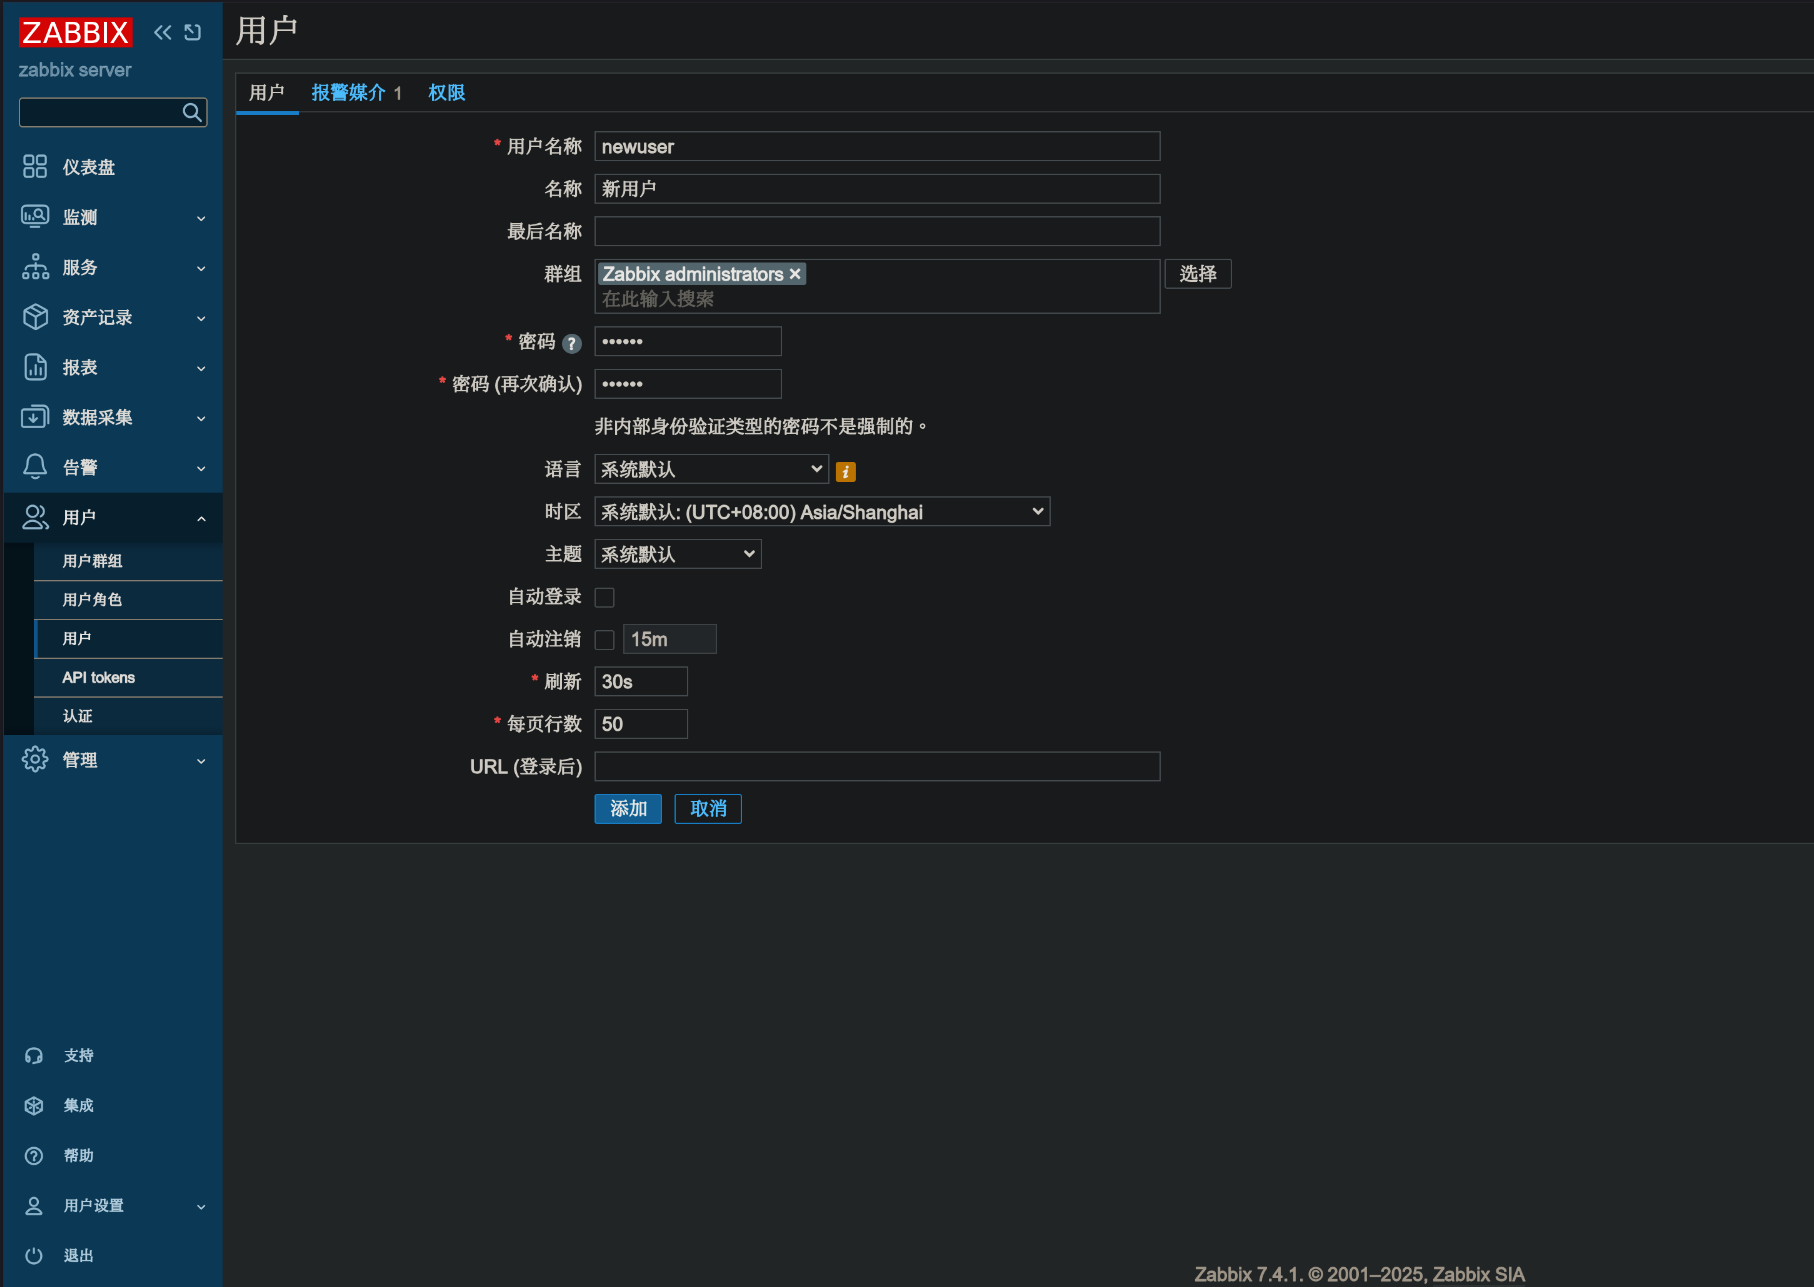 ZABBIX
zabbix server
仪表盘
监测
服务
资产记录
报表
数据采集
告警
用户
用户群组
用户角色
用户
API tokens
认证
管理
支持
集成
帮助
用户设置
退出
用户
用户 报警媒介 1 权限
* 用户名称 newuser
名称 新用户
最后名称
群组 Zabbix administrators ✕ 选择
在此输入搜索
* 密码 ? ••••••
* 密码 (再次确认) ••••••
非内部身份验证类型的密码不是强制的。
语言 系统默认 i
时区 系统默认: (UTC+08:00) Asia/Shanghai
主题 系统默认
自动登录
自动注销 15m
* 刷新 30s
* 每页行数 50
URL (登录后)
添加 取消
Zabbix 7.4.1. © 2001–2025, Zabbix SIA